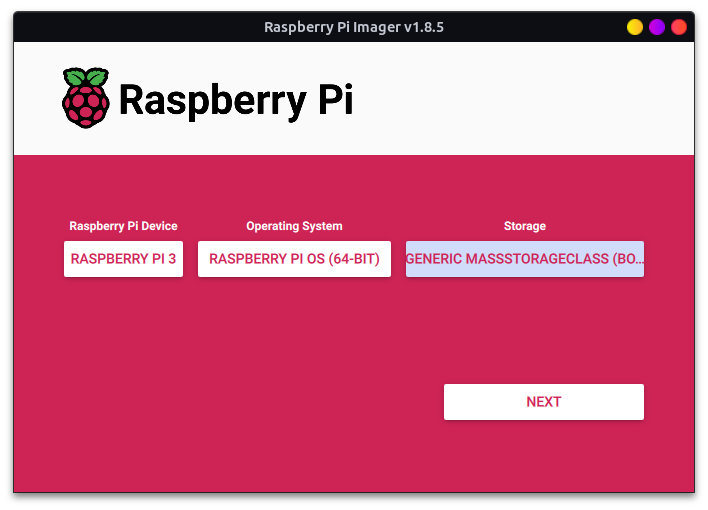 Raspberry Pi Imager v1.8.5
Raspberry Pi
Raspberry Pi Device
Operating System
Storage
RASPBERRY PI 3
RASPBERRY PI OS (64-BIT)
GENERIC MASSSTORAGECLASS (BO...
NEXT